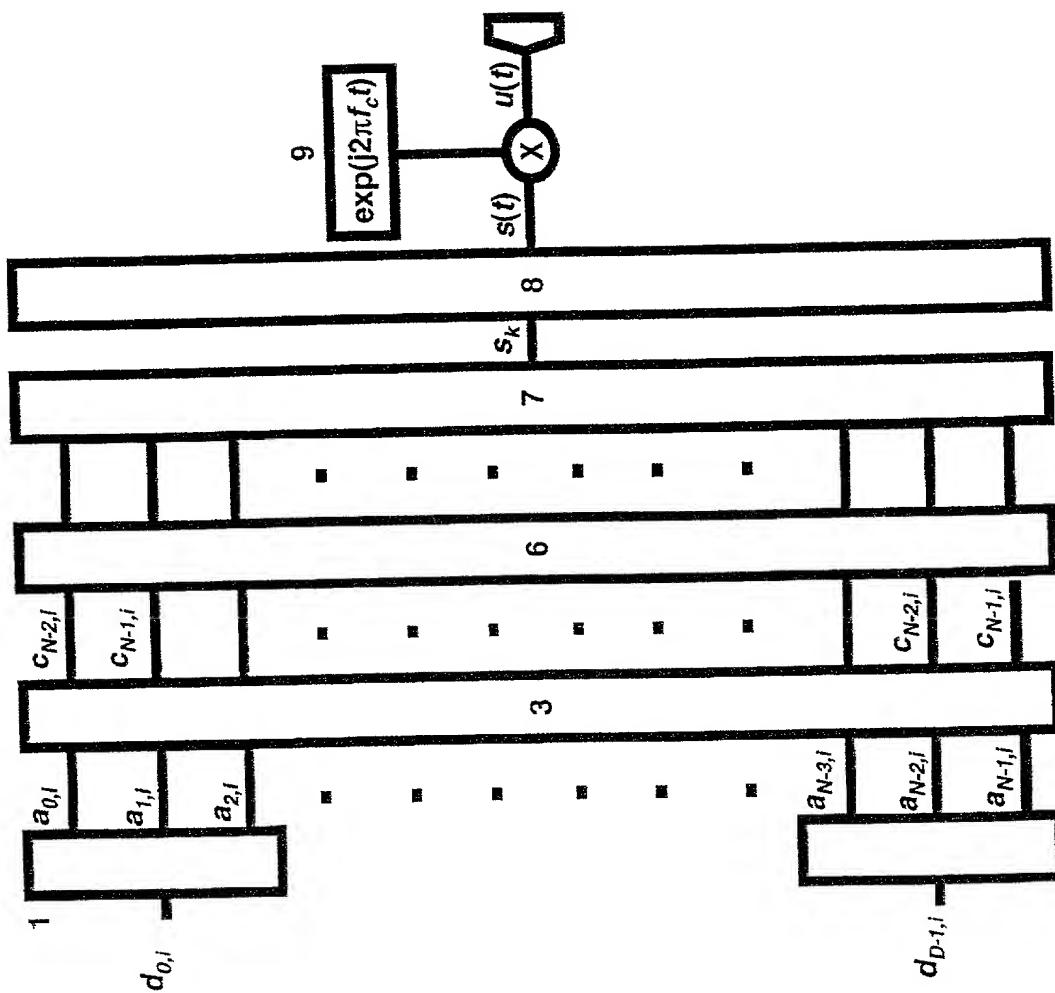 9
exp(j2πf_c t)
s(t)
X
u(t)
8
s_k
7
6
c_{N-2,i}
c_{N-1,i}
c_{N-2,i}
c_{N-1,i}
3
a_{0,i}
a_{1,i}
a_{2,i}
a_{N-3,i}
a_{N-2,i}
a_{N-1,i}
1
d_{0,i}
d_{D-1,i}